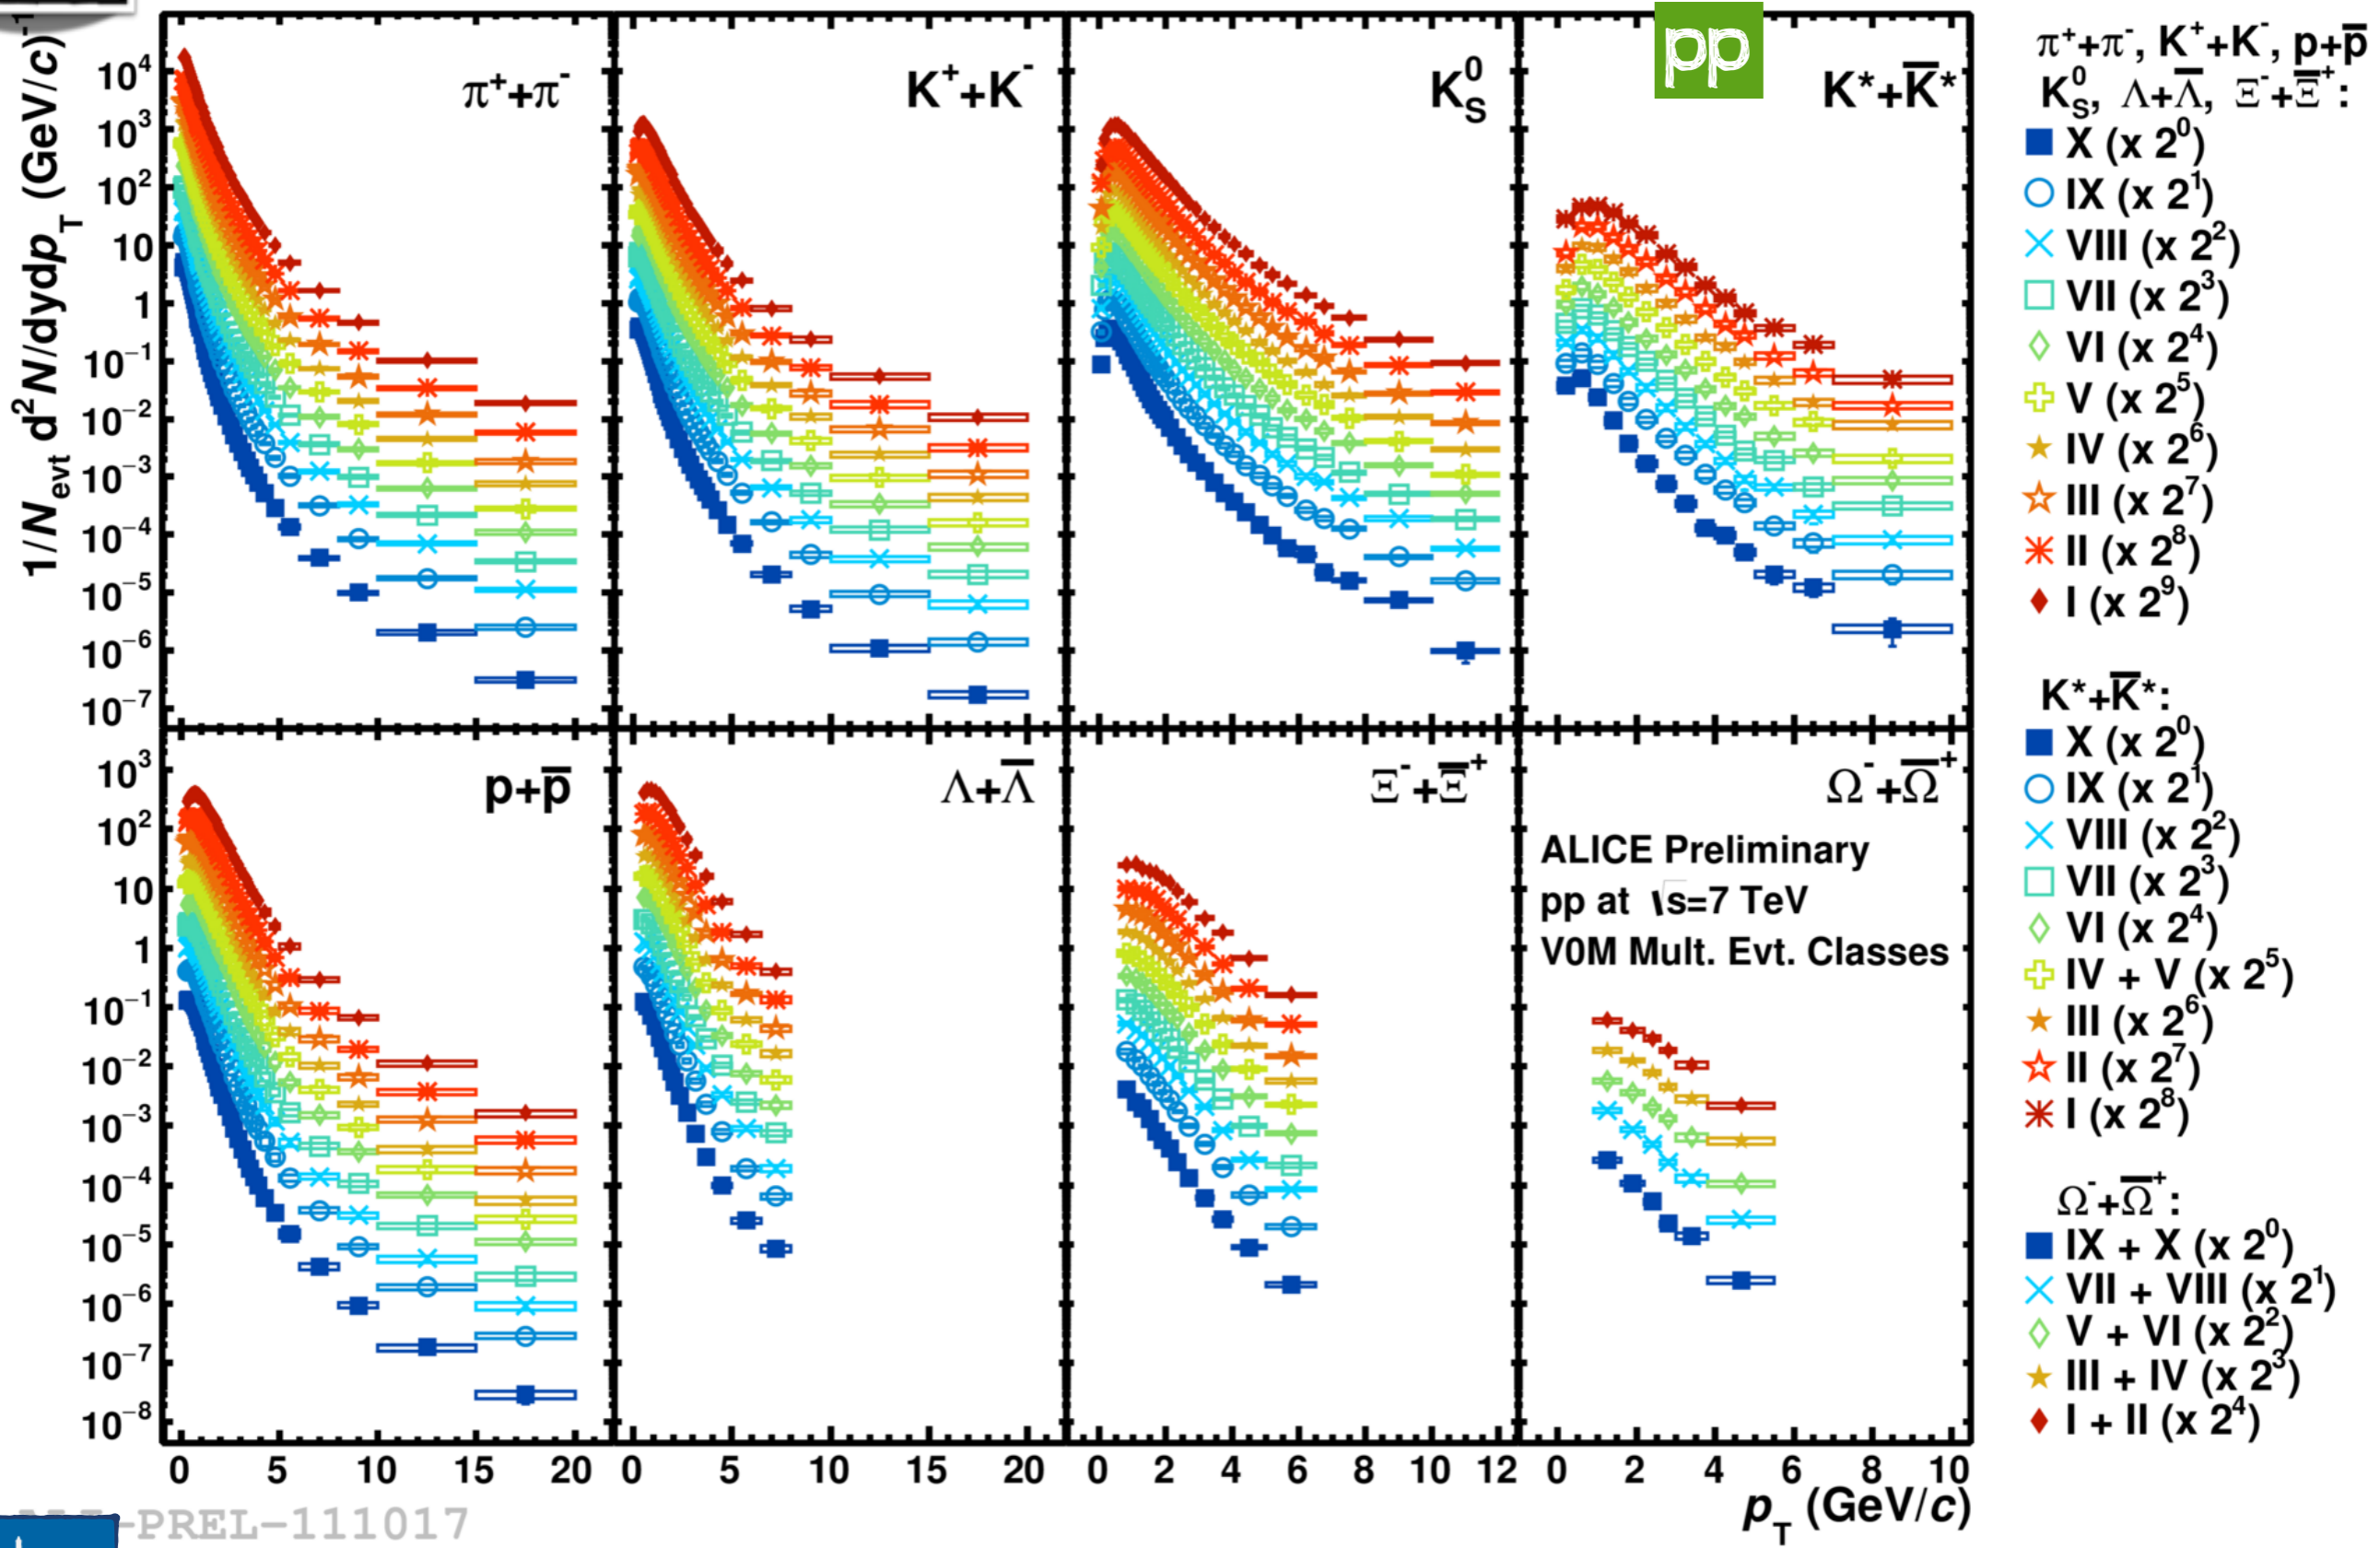 1/N_evt d²N/dydp_T (GeV/c)⁻¹
10⁴
10³
10²
10
1
10⁻¹
10⁻²
10⁻³
10⁻⁴
10⁻⁵
10⁻⁶
10⁻⁷
π⁺+π⁻
K⁺+K⁻
K⁰_S
pp
K*+K̅*
10³
10²
10
1
10⁻¹
10⁻²
10⁻³
10⁻⁴
10⁻⁵
10⁻⁶
10⁻⁷
10⁻⁸
p+p̅
Λ+Λ̅
Ξ⁻+Ξ̅⁺
Ω⁻+Ω̅⁺
ALICE Preliminary
pp at √s=7 TeV
V0M Mult. Evt. Classes
0 5 10 15 20
0 5 10 15 20
0 2 4 6 8 10 12
0 2 4 6 8 10
p_T (GeV/c)
π⁺+π⁻, K⁺+K⁻, p+p̅
K⁰_S, Λ+Λ̅, Ξ⁻+Ξ̅⁺:
X (x 2⁰)
IX (x 2¹)
VIII (x 2²)
VII (x 2³)
VI (x 2⁴)
V (x 2⁵)
IV (x 2⁶)
III (x 2⁷)
II (x 2⁸)
I (x 2⁹)
K*+K̅*:
X (x 2⁰)
IX (x 2¹)
VIII (x 2²)
VII (x 2³)
VI (x 2⁴)
IV + V (x 2⁵)
III (x 2⁶)
II (x 2⁷)
I (x 2⁸)
Ω⁻+Ω̅⁺:
IX + X (x 2⁰)
VII + VIII (x 2¹)
V + VI (x 2²)
III + IV (x 2³)
I + II (x 2⁴)
-PREL-111017